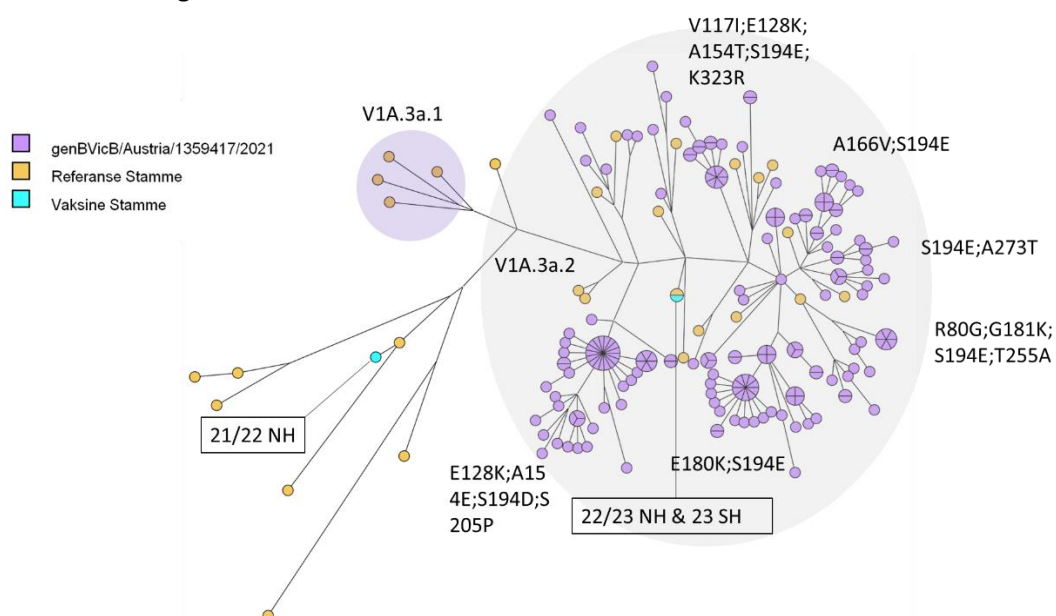 V117I;E128K;
A154T;S194E;
K323R
V1A.3a.1
genBVicB/Austria/1359417/2021
Referanse Stamme
Vaksine Stamme
A166V;S194E
S194E;A273T
V1A.3a.2
R80G;G181K;
S194E;T255A
21/22 NH
E128K;A15
4E;S194D;S
205P
E180K;S194E
22/23 NH & 23 SH